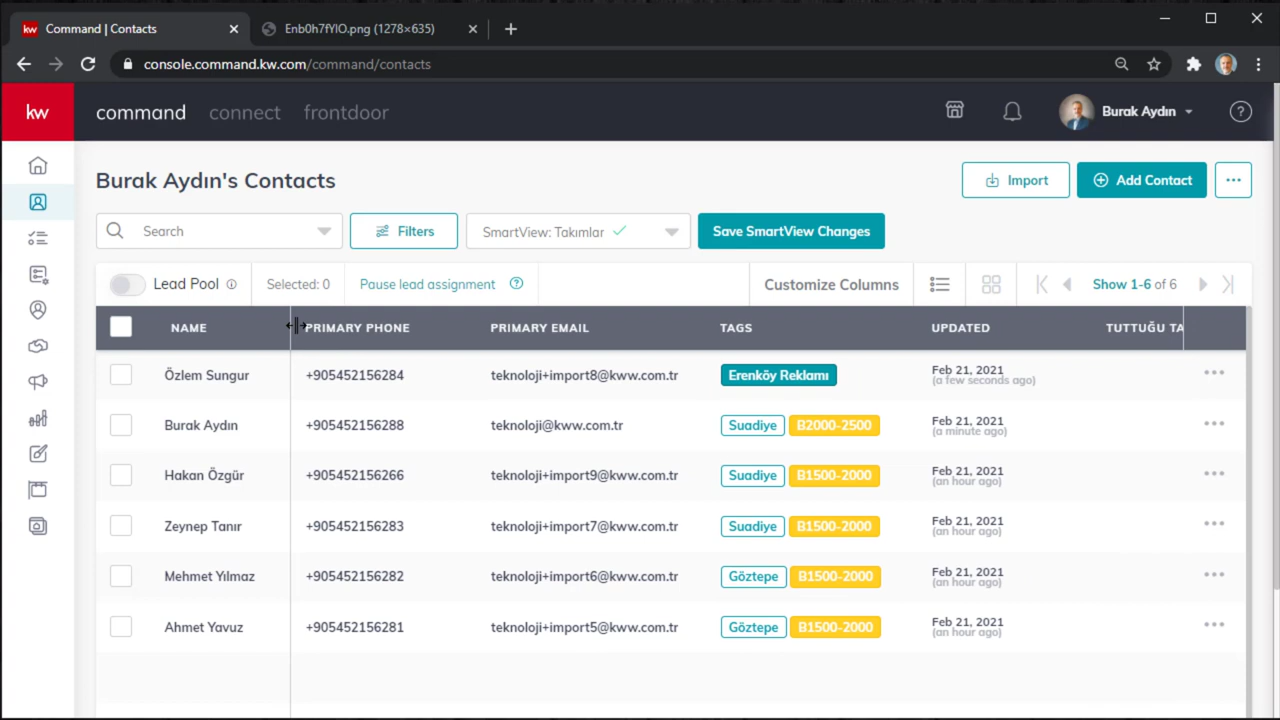 kw Command | Contacts
Enb0h7fYlO.png (1278×635)
console.command.kw.com/command/contacts
kw command connect frontdoor Burak Aydın
Burak Aydın's Contacts Import Add Contact
Search Filters SmartView: Takımlar Save SmartView Changes
Lead Pool Selected: 0 Pause lead assignment Customize Columns Show 1-6 of 6
NAME PRIMARY PHONE PRIMARY EMAIL TAGS UPDATED TUTTUĞU TA
Özlem Sungur +905452156284 teknoloji+import8@kww.com.tr Erenköy Reklamı Feb 21, 2021
(a few seconds ago)
Burak Aydın +905452156288 teknoloji@kww.com.tr Suadiye B2000-2500 Feb 21, 2021
(a minute ago)
Hakan Özgür +905452156266 teknoloji+import9@kww.com.tr Suadiye B1500-2000 Feb 21, 2021
(an hour ago)
Zeynep Tanır +905452156283 teknoloji+import7@kww.com.tr Suadiye B1500-2000 Feb 21, 2021
(an hour ago)
Mehmet Yılmaz +905452156282 teknoloji+import6@kww.com.tr Göztepe B1500-2000 Feb 21, 2021
(an hour ago)
Ahmet Yavuz +905452156281 teknoloji+import5@kww.com.tr Göztepe B1500-2000 Feb 21, 2021
(an hour ago)